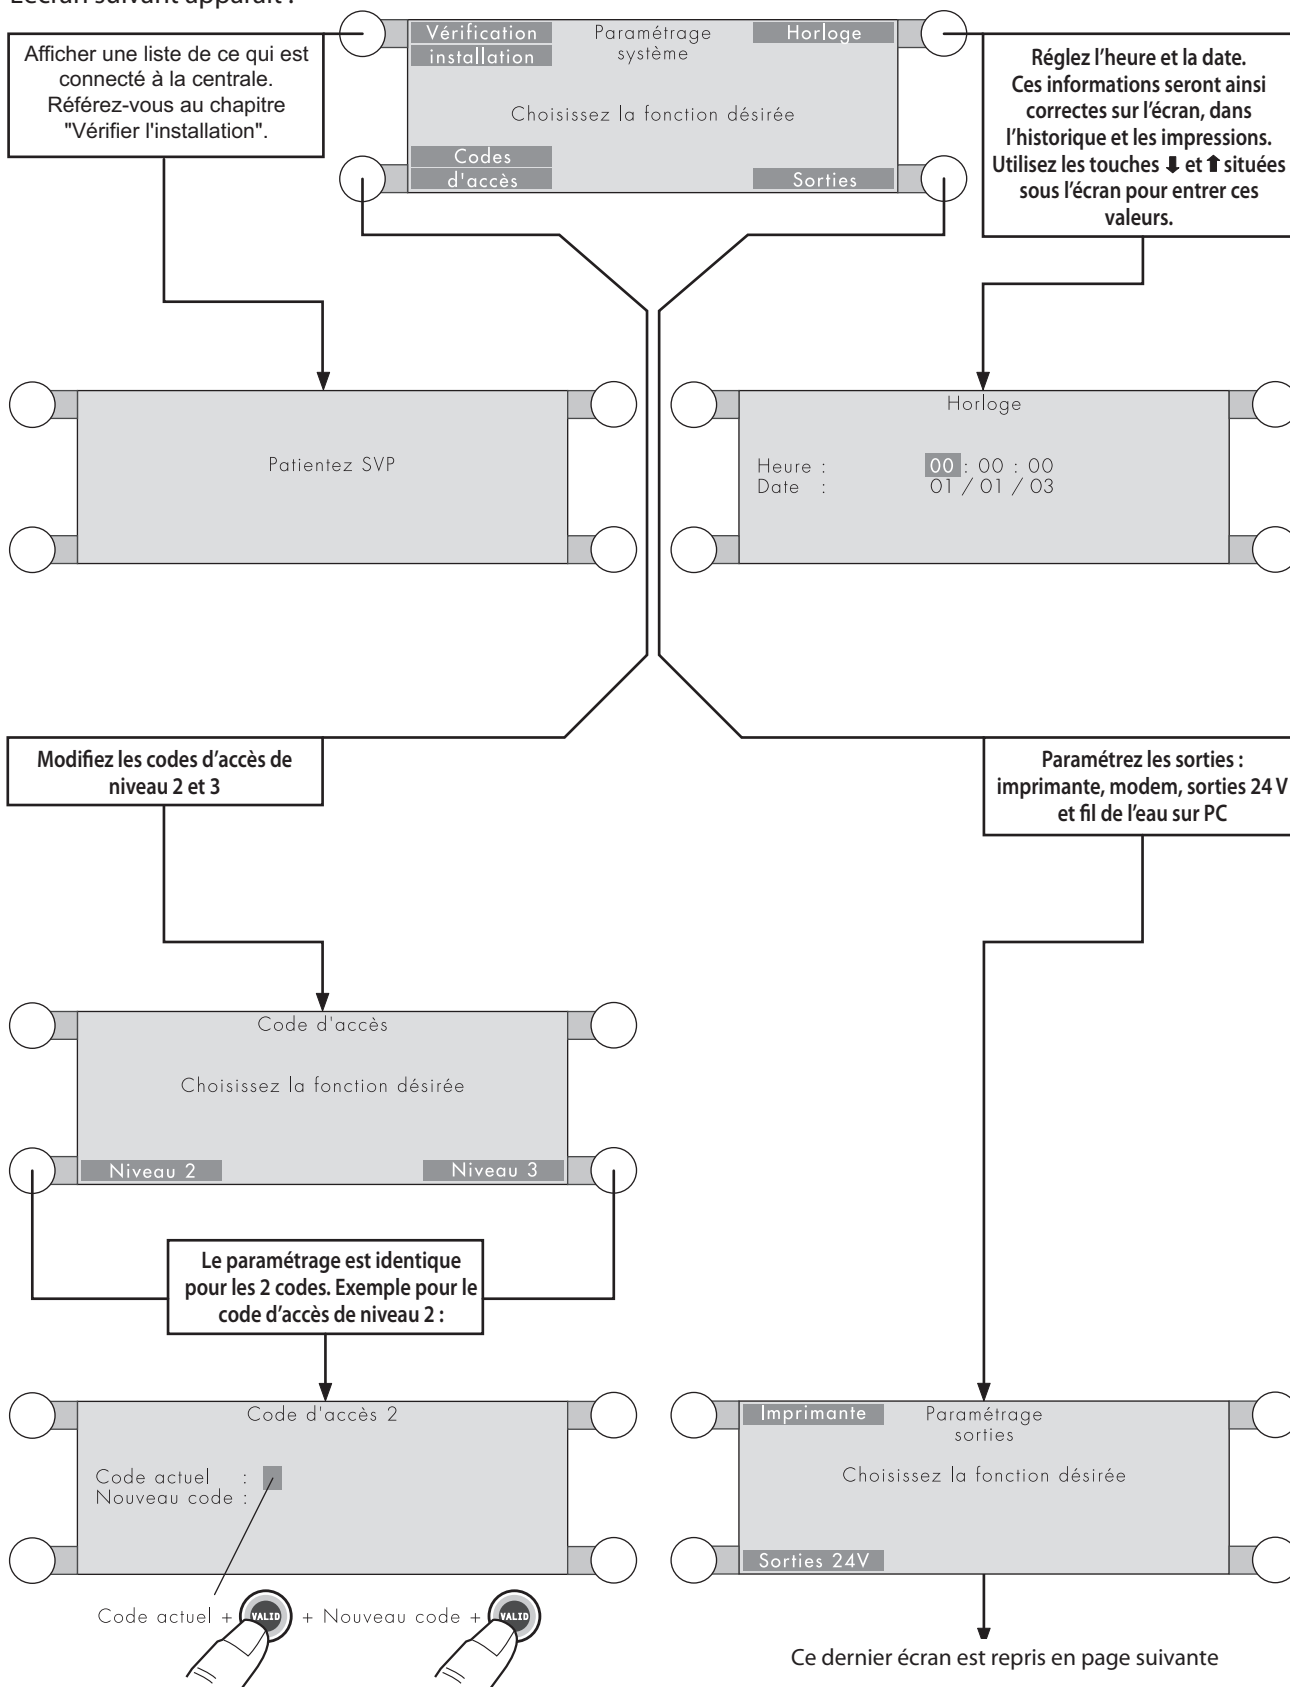 L'écran suivant apparaît :
Afficher une liste de ce qui est
connecté à la centrale.
Référez-vous au chapitre
"Vérifier l'installation".
Vérification
installation
Paramétrage
système
Horloge
Choisissez la fonction désirée
Codes
d'accès
Sorties
Réglez l'heure et la date.
Ces informations seront ainsi
correctes sur l'écran, dans
l'historique et les impressions.
Utilisez les touches ⬇ et ⬆ situées
sous l'écran pour entrer ces
valeurs.
Patientez SVP
Horloge
Heure : 00 : 00 : 00
Date : 01 / 01 / 03
Modifiez les codes d'accès de
niveau 2 et 3
Paramétrez les sorties :
imprimante, modem, sorties 24 V
et fil de l'eau sur PC
Code d'accès
Choisissez la fonction désirée
Niveau 2
Niveau 3
Le paramétrage est identique
pour les 2 codes. Exemple pour le
code d'accès de niveau 2 :
Code d'accès 2
Code actuel :
Nouveau code :
Code actuel + VALID + Nouveau code + VALID
Imprimante
Paramétrage
sorties
Choisissez la fonction désirée
Sorties 24V
Ce dernier écran est repris en page suivante